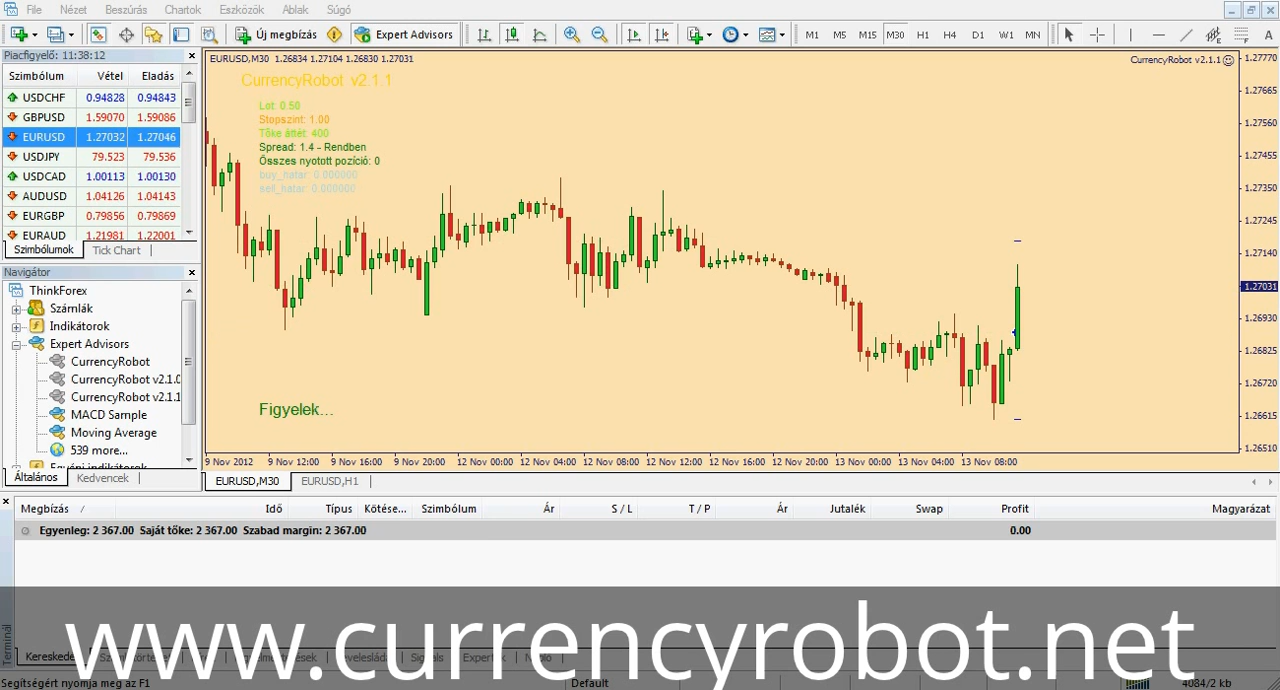 File Nézet Beszúrás Chartok Eszközök Ablak Súgó
Új megbízás Expert Advisors M1 M5 M15 M30 H1 H4 D1 W1 MN A
Piacfigyelő: 11:38:12
Szimbólum Vétel Eladás
USDCHF 0.94828 0.94843
GBPUSD 1.59070 1.59086
EURUSD 1.27032 1.27046
USDJPY 79.523 79.536
USDCAD 1.00113 1.00130
AUDUSD 1.04126 1.04143
EURGBP 0.79856 0.79869
EURAUD 1.21981 1.22001
Szimbólumok Tick Chart
Navigátor
ThinkForex
Számlák
Indikátorok
Expert Advisors
CurrencyRobot
CurrencyRobot v2.1.0
CurrencyRobot v2.1.1
MACD Sample
Moving Average
539 more...
Egyéni indikátorok
Általános Kedvencek
EURUSD,M30 1.26834 1.27104 1.26830 1.27031
CurrencyRobot v2.1.1
CurrencyRobot v2.1.1
Lot: 0.50
Stopszint: 1.00
Tőke áttét: 400
Spread: 1.4 - Rendben
Összes nyotott pozíció: 0
buy_hatar: 0.000000
sell_hatar: 0.000000
Figyelek...
1.27770
1.27665
1.27560
1.27455
1.27350
1.27245
1.27140
1.27031
1.26930
1.26825
1.26720
1.26615
1.26510
9 Nov 2012 9 Nov 12:00 9 Nov 16:00 9 Nov 20:00 12 Nov 00:00 12 Nov 04:00 12 Nov 08:00 12 Nov 12:00 12 Nov 16:00 12 Nov 20:00 13 Nov 00:00 13 Nov 04:00 13 Nov 08:00
EURUSD,M30 EURUSD,H1
Megbízás / Idő Típus Kötése... Szimbólum Ár S / L T / P Ár Jutalék Swap Profit Magyarázat
Egyenleg: 2 367.00 Saját tőke: 2 367.00 Szabad margin: 2 367.00 0.00
www.currencyrobot.net
Terminál
Segítségért nyomja meg az F1 Default 4084/2 kb